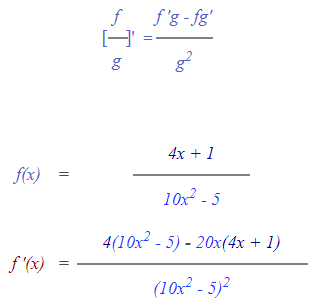 [f/g]' = (f 'g - fg')/g²
f(x) = (4x + 1)/(10x² - 5)
f '(x) = (4(10x² - 5) - 20x(4x + 1))/(10x² - 5)²